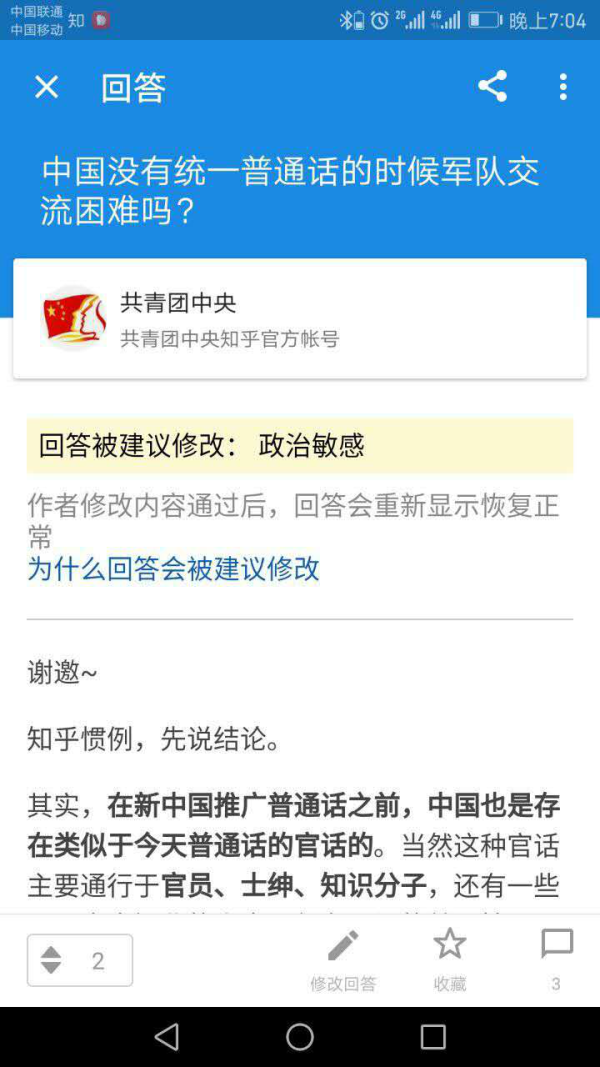 中国联通
中国移动
知
2G
4G
晚上7:04
回答
中国没有统一普通话的时候军队交
流困难吗？
共青团中央
共青团中央知乎官方帐号
回答被建议修改： 政治敏感
作者修改内容通过后，回答会重新显示恢复正
常
为什么回答会被建议修改
谢邀~
知乎惯例，先说结论。
其实，在新中国推广普通话之前，中国也是存
在类似于今天普通话的官话的。当然这种官话
主要通行于官员、士绅、知识分子，还有一些
2
修改回答
收藏
3